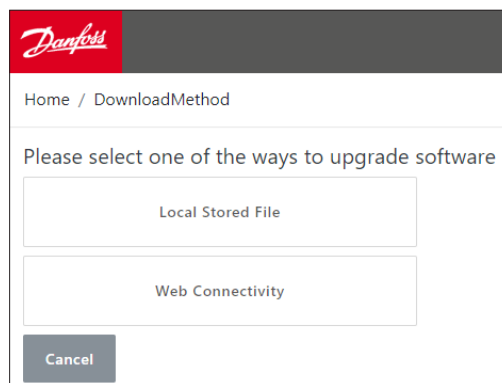 Danfoss
Home / DownloadMethod
Please select one of the ways to upgrade software
Local Stored File
Web Connectivity
Cancel